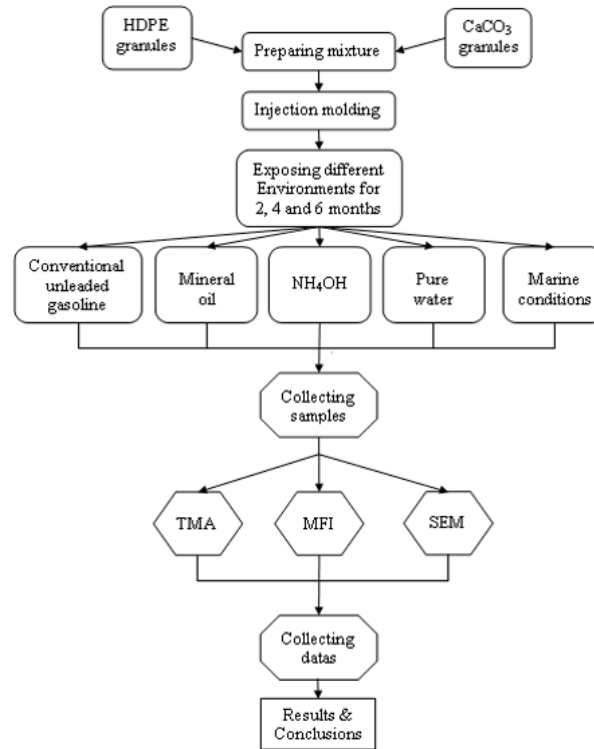 HDPE
granules
CaCO₃
granules
Preparing mixture
Injection molding
Exposing different
Environments for
2, 4 and 6 months
Conventional
unleaded
gasoline
Mineral
oil
NH₄OH
Pure
water
Marine
conditions
Collecting
samples
TMA
MFI
SEM
Collecting
datas
Results &
Conclusions